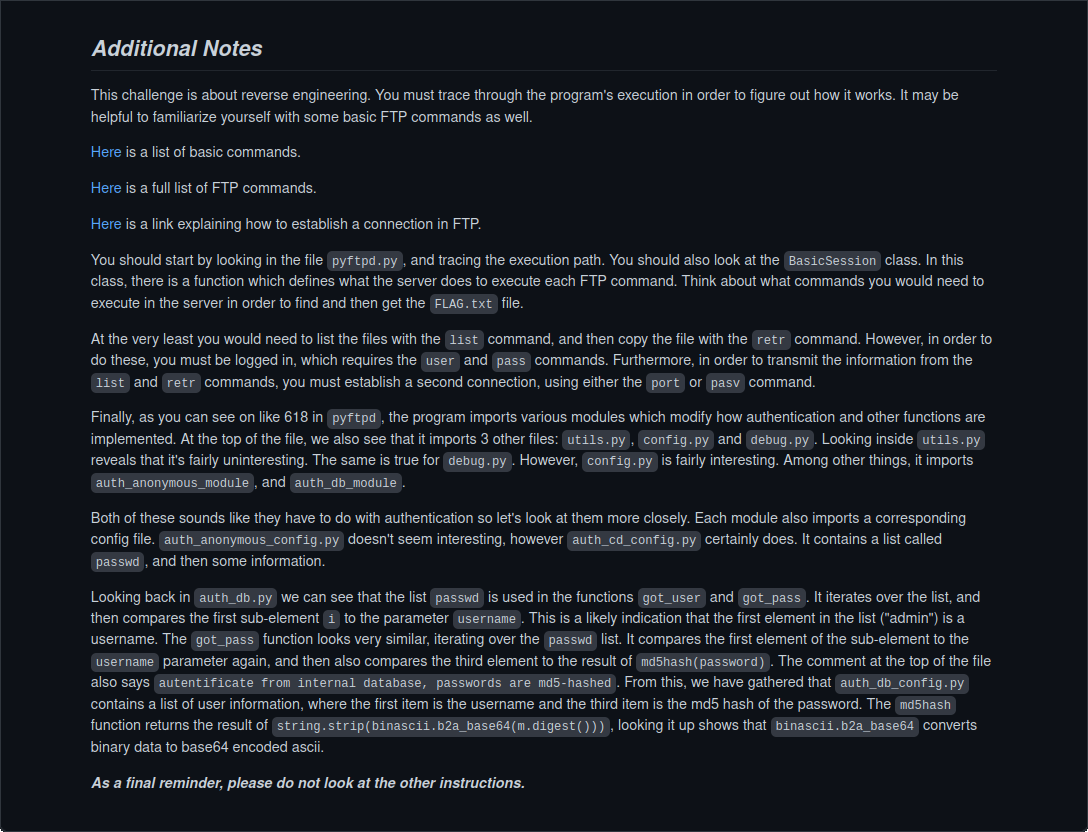 Additional Notes
This challenge is about reverse engineering. You must trace through the program's execution in order to figure out how it works. It may be
helpful to familiarize yourself with some basic FTP commands as well.
Here is a list of basic commands.
Here is a full list of FTP commands.
Here is a link explaining how to establish a connection in FTP.
You should start by looking in the file pyftpd.py, and tracing the execution path. You should also look at the BasicSession class. In this
class, there is a function which defines what the server does to execute each FTP command. Think about what commands you would need to
execute in the server in order to find and then get the FLAG.txt file.
At the very least you would need to list the files with the list command, and then copy the file with the retr command. However, in order to
do these, you must be logged in, which requires the user and pass commands. Furthermore, in order to transmit the information from the
list and retr commands, you must establish a second connection, using either the port or pasv command.
Finally, as you can see on like 618 in pyftpd, the program imports various modules which modify how authentication and other functions are
implemented. At the top of the file, we also see that it imports 3 other files: utils.py, config.py and debug.py. Looking inside utils.py
reveals that it's fairly uninteresting. The same is true for debug.py. However, config.py is fairly interesting. Among other things, it imports
auth_anonymous_module, and auth_db_module.
Both of these sounds like they have to do with authentication so let's look at them more closely. Each module also imports a corresponding
config file. auth_anonymous_config.py doesn't seem interesting, however auth_cd_config.py certainly does. It contains a list called
passwd, and then some information.
Looking back in auth_db.py we can see that the list passwd is used in the functions got_user and got_pass. It iterates over the list, and
then compares the first sub-element i to the parameter username. This is a likely indication that the first element in the list ("admin") is a
username. The got_pass function looks very similar, iterating over the passwd list. It compares the first element of the sub-element to the
username parameter again, and then also compares the third element to the result of md5hash(password). The comment at the top of the file
also says autentificate from internal database, passwords are md5-hashed. From this, we have gathered that auth_db_config.py
contains a list of user information, where the first item is the username and the third item is the md5 hash of the password. The md5hash
function returns the result of string.strip(binascii.b2a_base64(m.digest())), looking it up shows that binascii.b2a_base64 converts
binary data to base64 encoded ascii.
As a final reminder, please do not look at the other instructions.